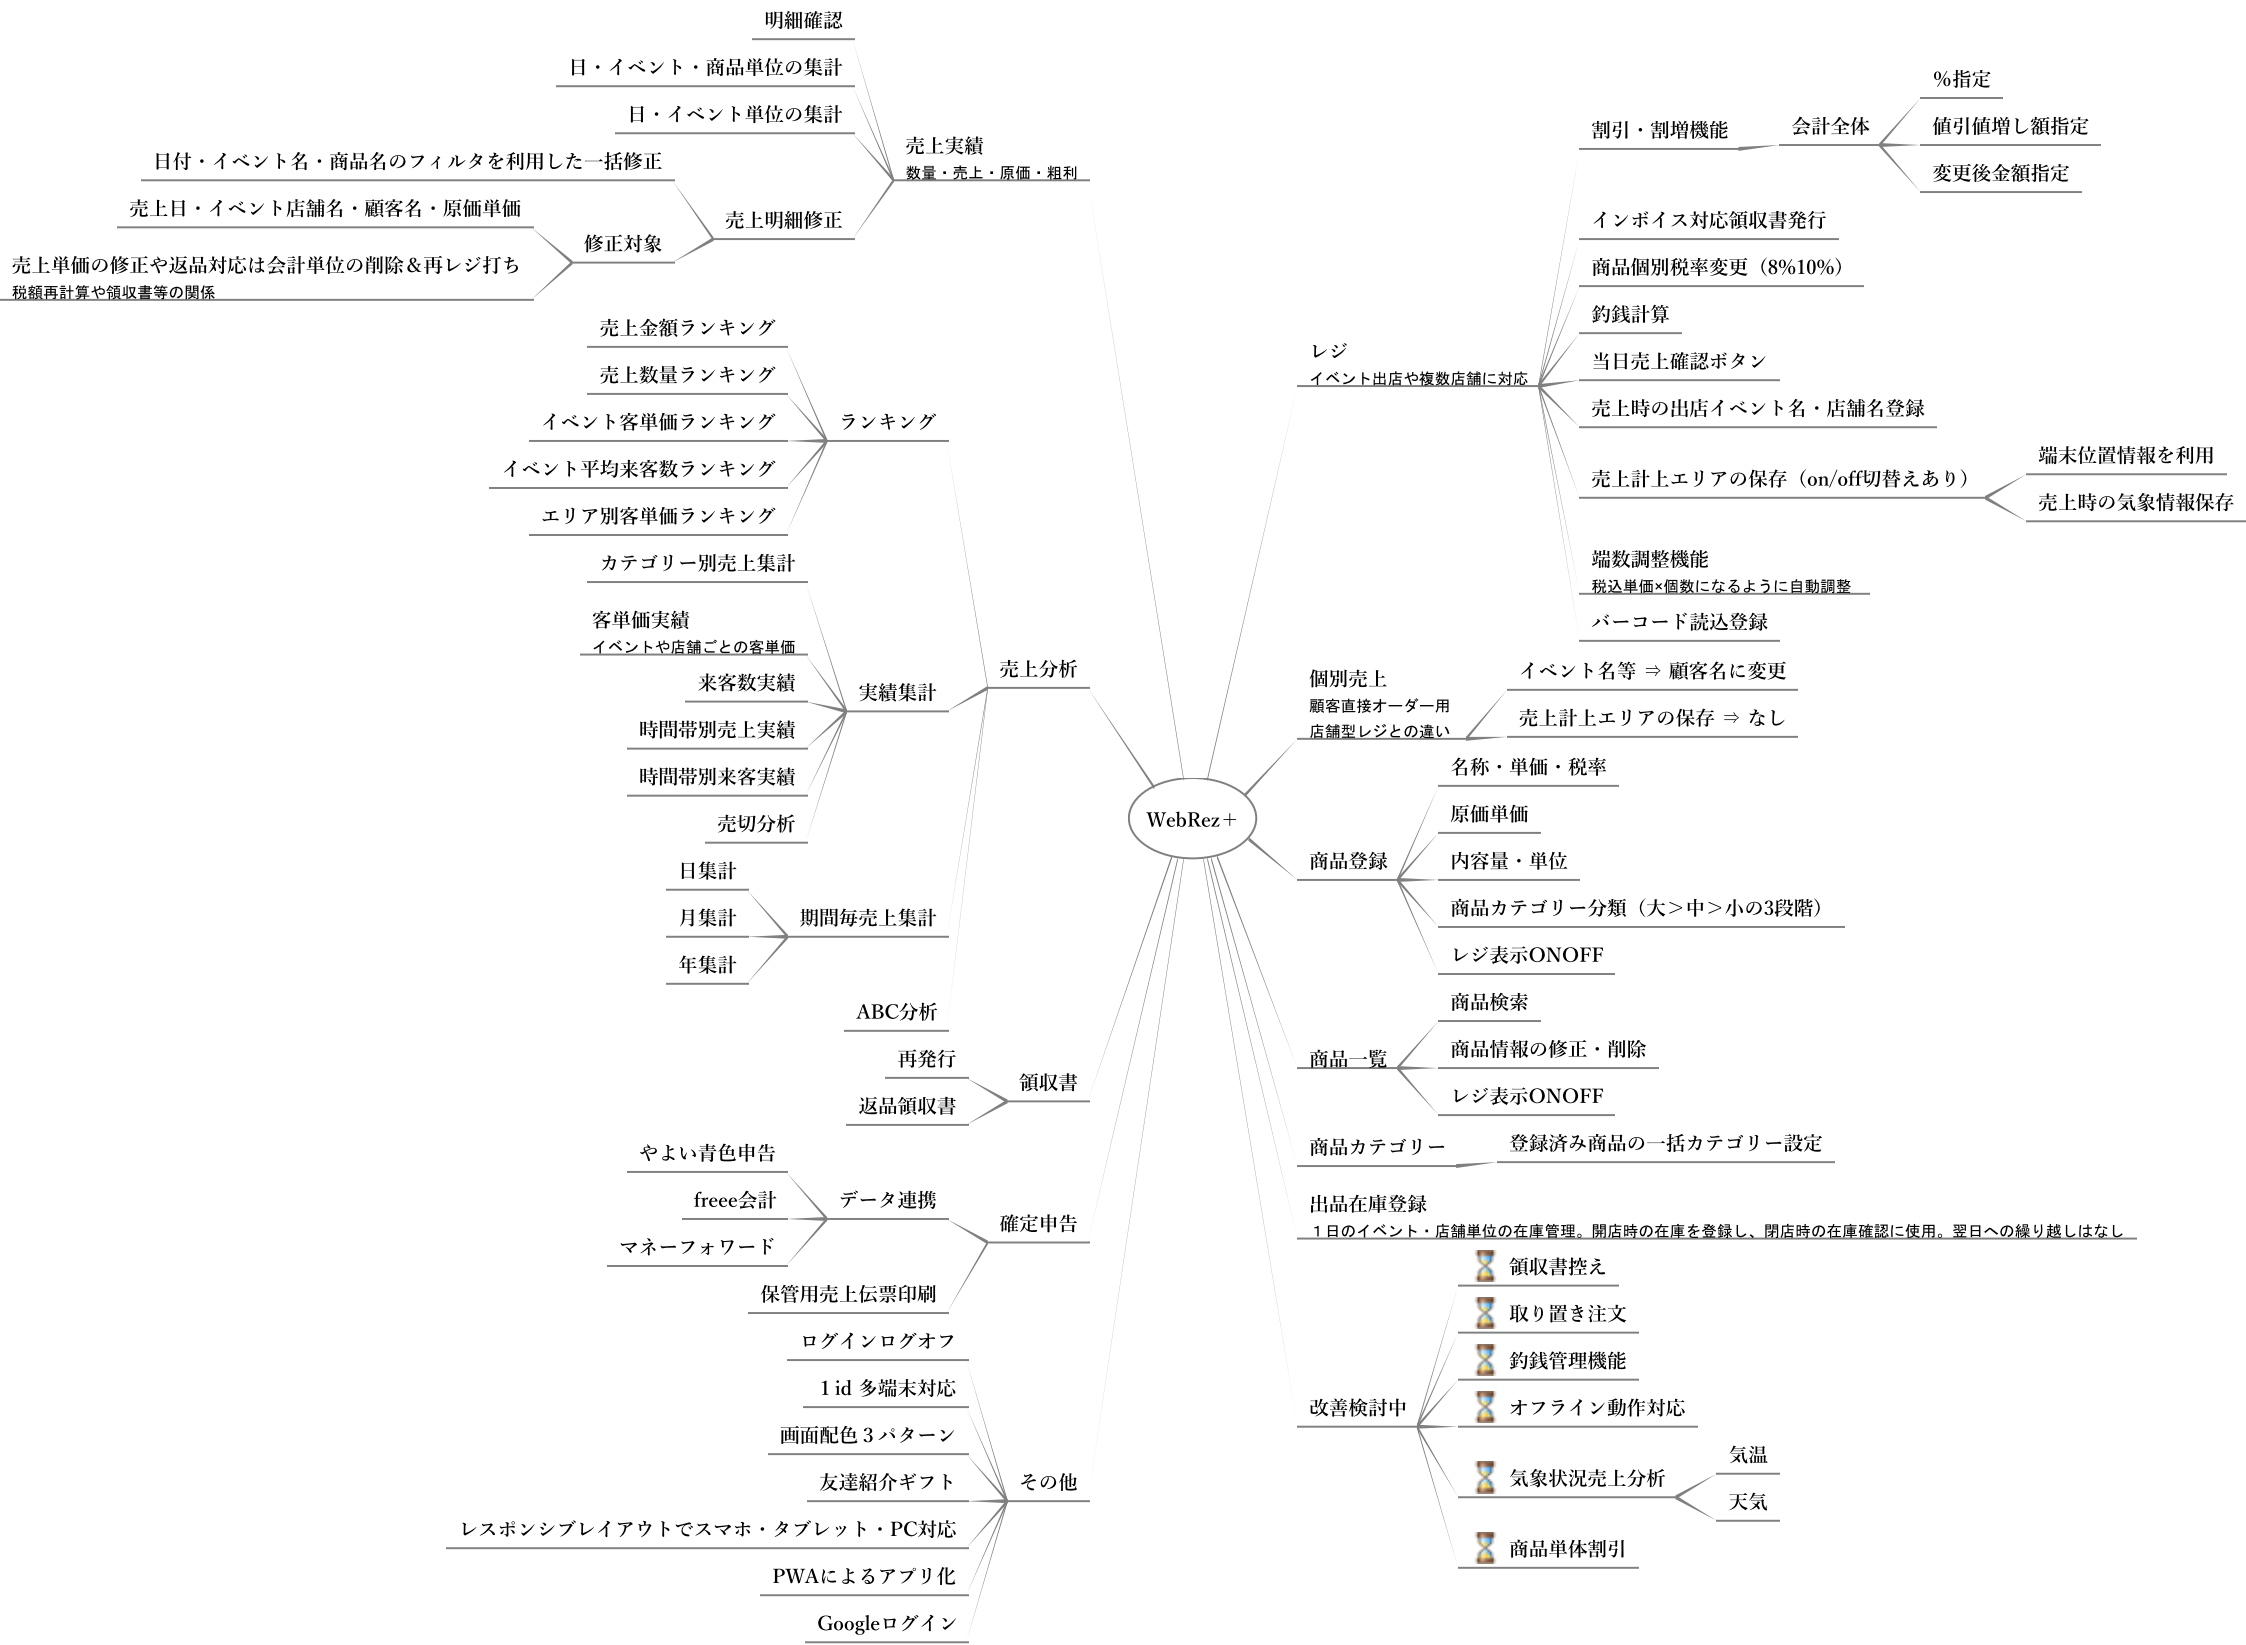 WebRez＋
レジ
イベント出店や複数店舗に対応
割引・割増機能
会計全体
％指定
値引値増し額指定
変更後金額指定
インボイス対応領収書発行
商品個別税率変更（8%10%）
釣銭計算
当日売上確認ボタン
売上時の出店イベント名・店舗名登録
売上計上エリアの保存（on/off切替えあり）
端末位置情報を利用
売上時の気象情報保存
端数調整機能
税込単価×個数になるように自動調整
バーコード読込登録
個別売上
顧客直接オーダー用
店舗型レジとの違い
イベント名等 ⇒ 顧客名に変更
売上計上エリアの保存 ⇒ なし
商品登録
名称・単価・税率
原価単価
内容量・単位
商品カテゴリー分類（大＞中＞小の3段階）
レジ表示ONOFF
商品一覧
商品検索
商品情報の修正・削除
レジ表示ONOFF
商品カテゴリー
登録済み商品の一括カテゴリー設定
出品在庫登録
１日のイベント・店舗単位の在庫管理。開店時の在庫を登録し、閉店時の在庫確認に使用。翌日への繰り越しはなし
改善検討中
⌛ 領収書控え
⌛ 取り置き注文
⌛ 釣銭管理機能
⌛ オフライン動作対応
⌛ 気象状況売上分析
気温
天気
⌛ 商品単体割引
売上実績
数量・売上・原価・粗利
明細確認
日・イベント・商品単位の集計
日・イベント単位の集計
売上明細修正
日付・イベント名・商品名のフィルタを利用した一括修正
修正対象
売上日・イベント店舗名・顧客名・原価単価
売上単価の修正や返品対応は会計単位の削除＆再レジ打ち
税額再計算や領収書等の関係
売上分析
ランキング
売上金額ランキング
売上数量ランキング
イベント客単価ランキング
イベント平均来客数ランキング
エリア別客単価ランキング
実績集計
カテゴリー別売上集計
客単価実績
イベントや店舗ごとの客単価
来客数実績
時間帯別売上実績
時間帯別来客実績
売切分析
期間毎売上集計
日集計
月集計
年集計
ABC分析
領収書
再発行
返品領収書
確定申告
データ連携
やよい青色申告
freee会計
マネーフォワード
保管用売上伝票印刷
その他
ログインログオフ
１id 多端末対応
画面配色３パターン
友達紹介ギフト
レスポンシブレイアウトでスマホ・タブレット・PC対応
PWAによるアプリ化
Googleログイン